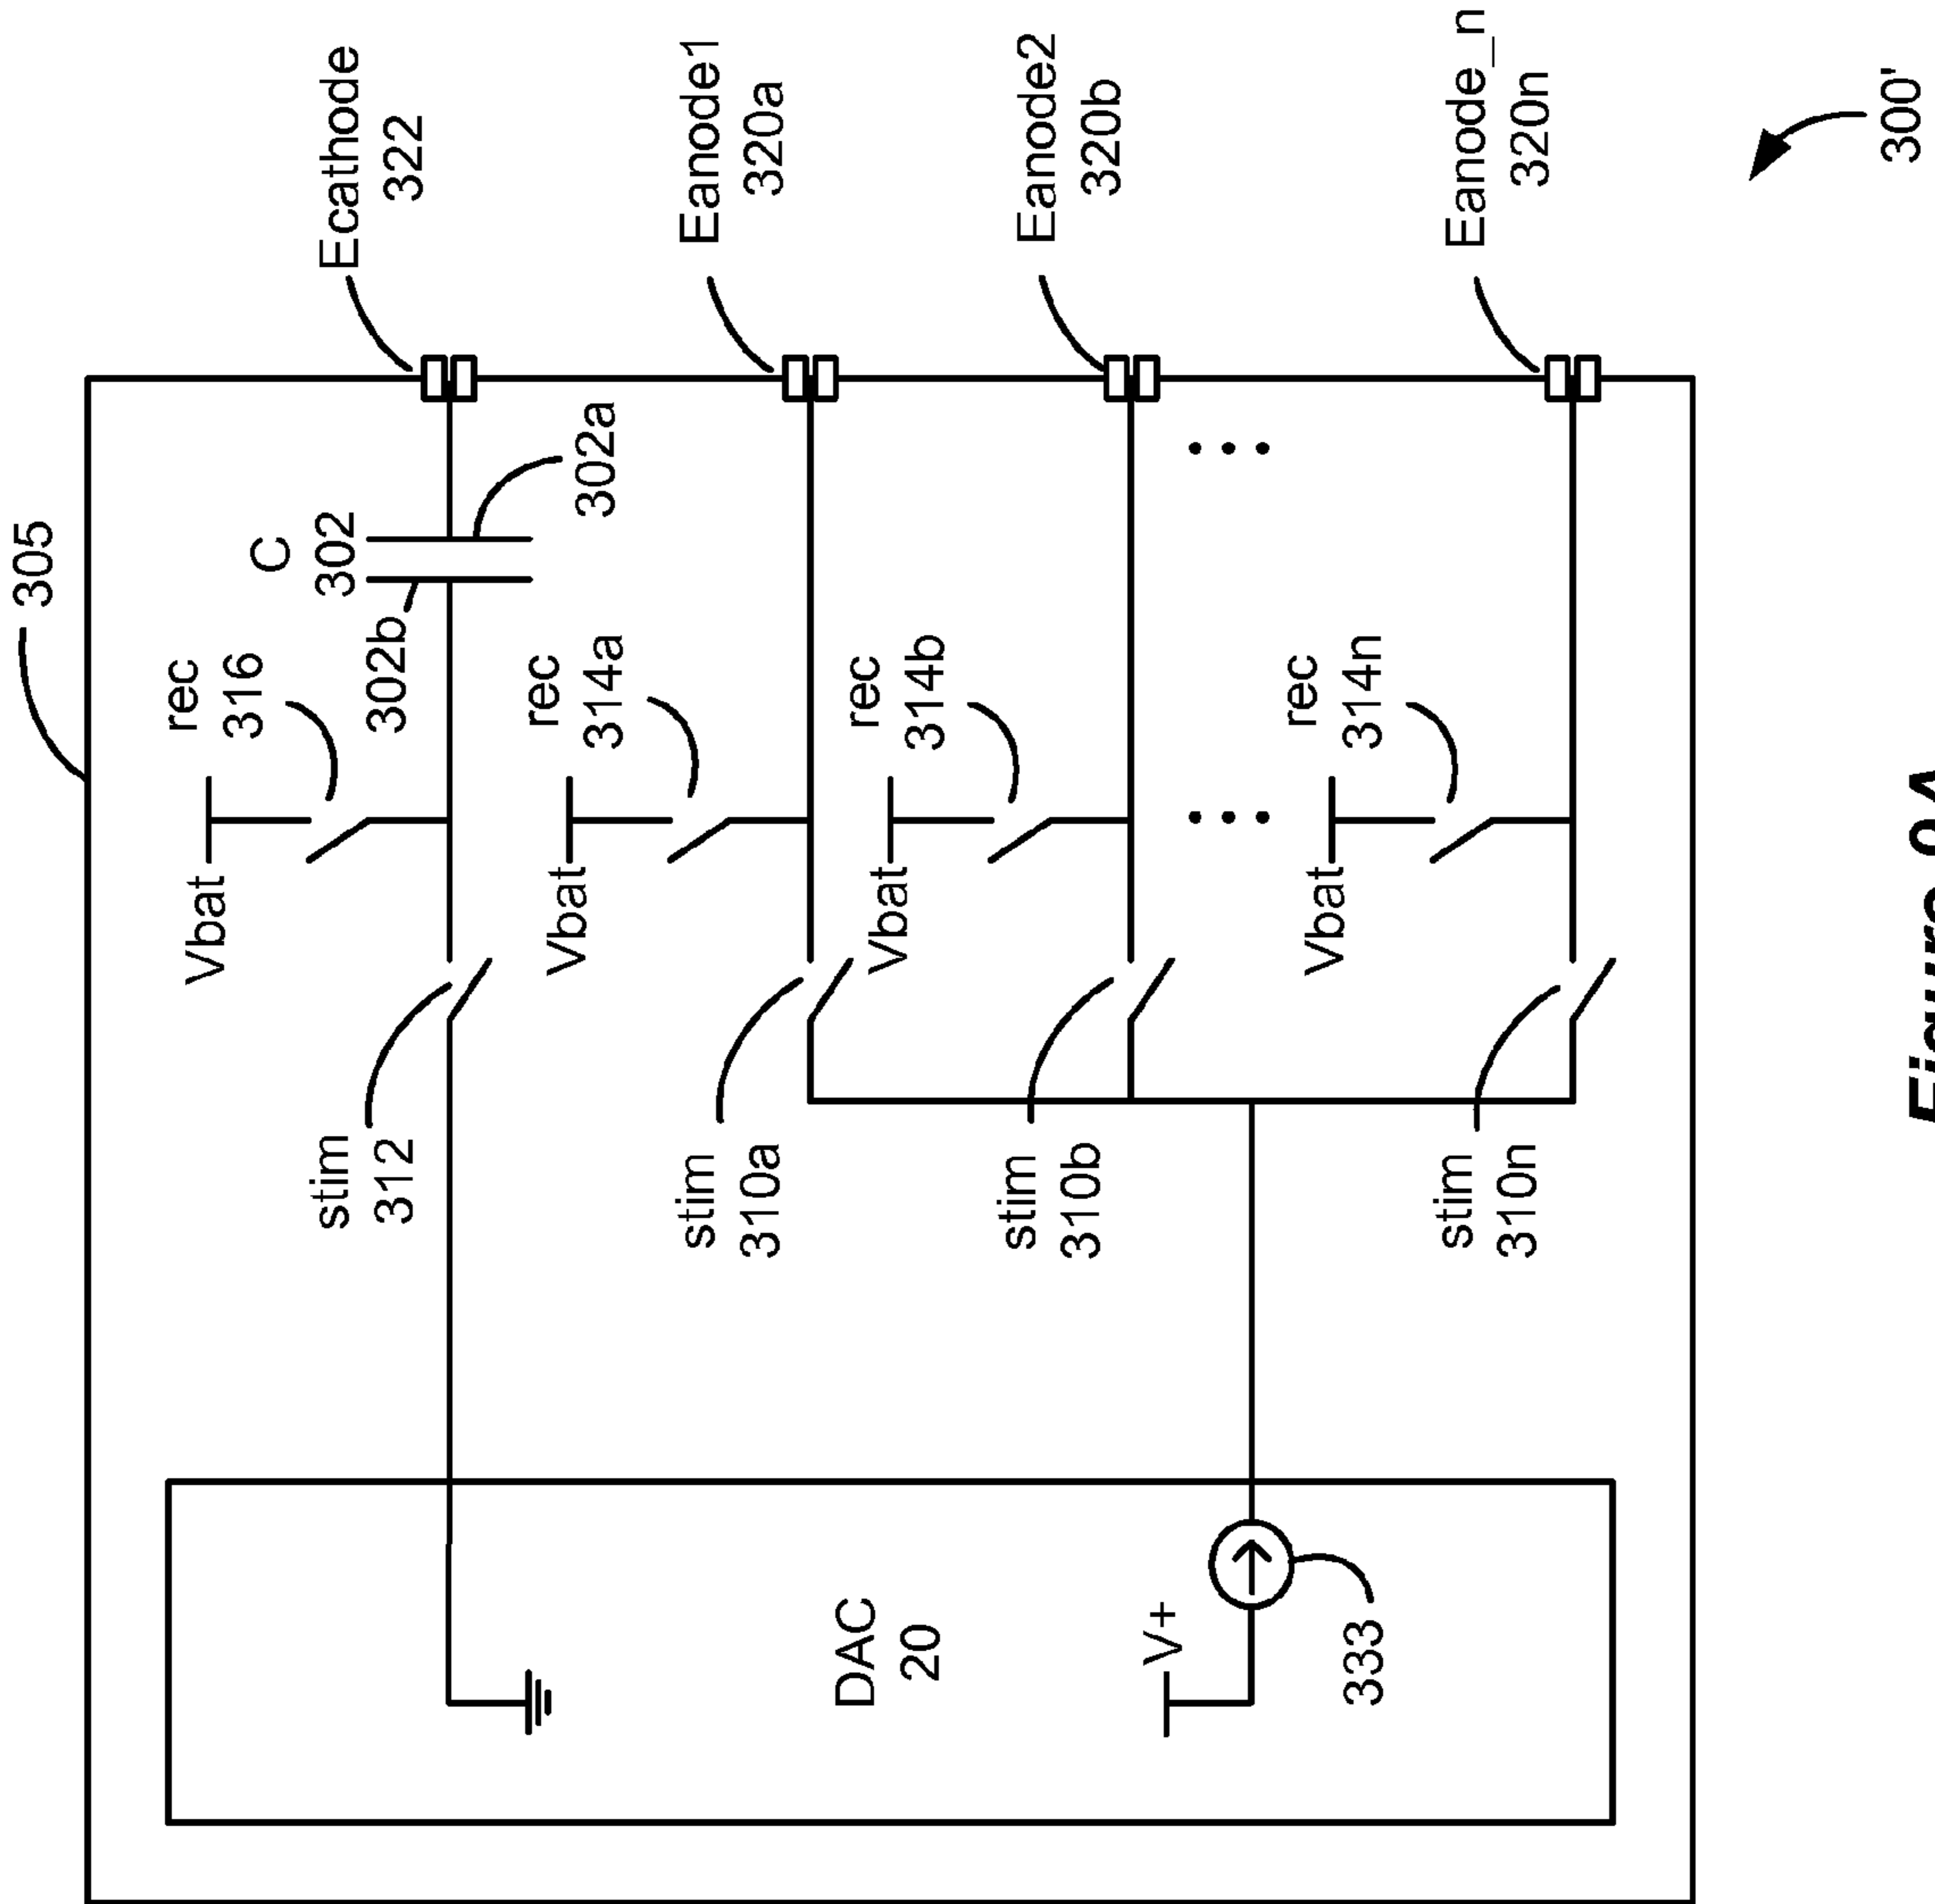 305
C
302
302b
302a
Vbat
rec
316
stim
312
Ecathode
322
Vbat
rec
314a
stim
310a
Eanode1
320a
Vbat
rec
314b
stim
310b
Eanode2
320b
Vbat
rec
314n
stim
310n
Eanode_n
320n
DAC
20
V+
333
300'
Figure